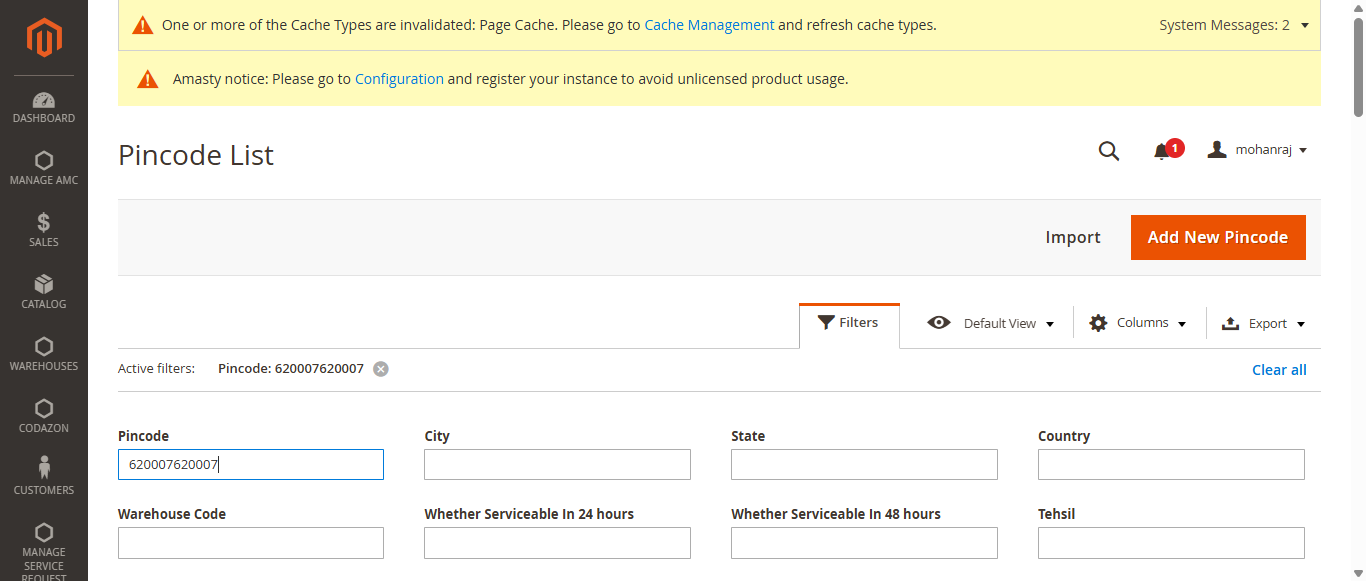 One or more of the Cache Types are invalidated: Page Cache. Please go to Cache Management and refresh cache types.
System Messages: 2
Amasty notice: Please go to Configuration and register your instance to avoid unlicensed product usage.
Pincode List
1
mohanraj
Import
Add New Pincode
Filters
Default View
Columns
Export
Active filters:
Pincode: 620007620007
Clear all
Pincode
City
State
Country
620007620007
Warehouse Code
Whether Serviceable In 24 hours
Whether Serviceable In 48 hours
Tehsil
DASHBOARD
MANAGE AMC
SALES
CATALOG
WAREHOUSES
CODAZON
CUSTOMERS
MANAGE
SERVICE
REQUEST